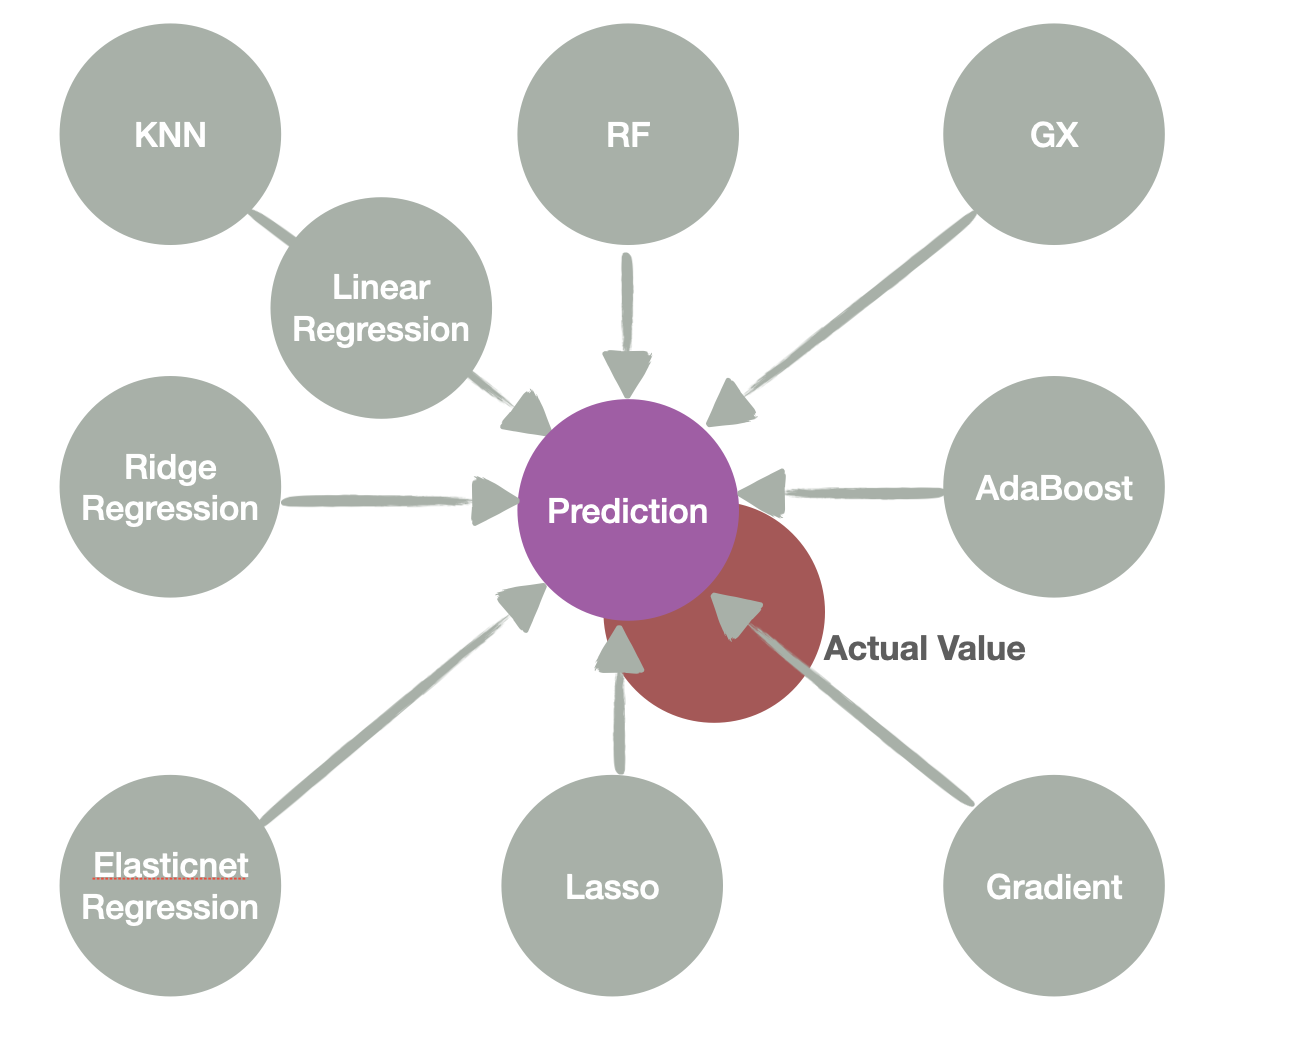 KNN
RF
GX
Linear
Regression
Ridge
Regression
Prediction
AdaBoost
Actual Value
Elasticnet
Regression
Lasso
Gradient